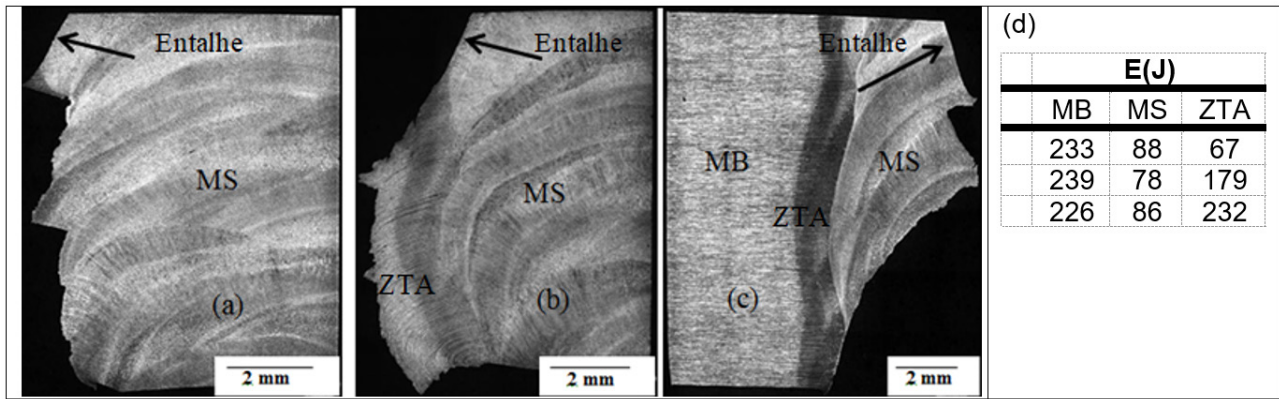 Entalhe
MS
(a)
2 mm
Entalhe
MS
ZTA
(b)
2 mm
Entalhe
MB
MS
ZTA
(c)
2 mm
(d)
E(J)
MB MS ZTA
233 88 67
239 78 179
226 86 232